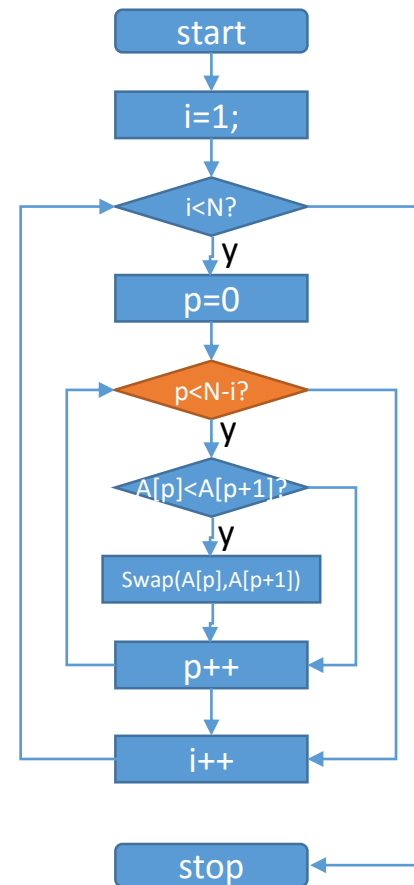 start
i=1;
i<N?
y
p=0
p<N-i?
y
A[p]<A[p+1]?
y
Swap(A[p],A[p+1])
p++
i++
stop